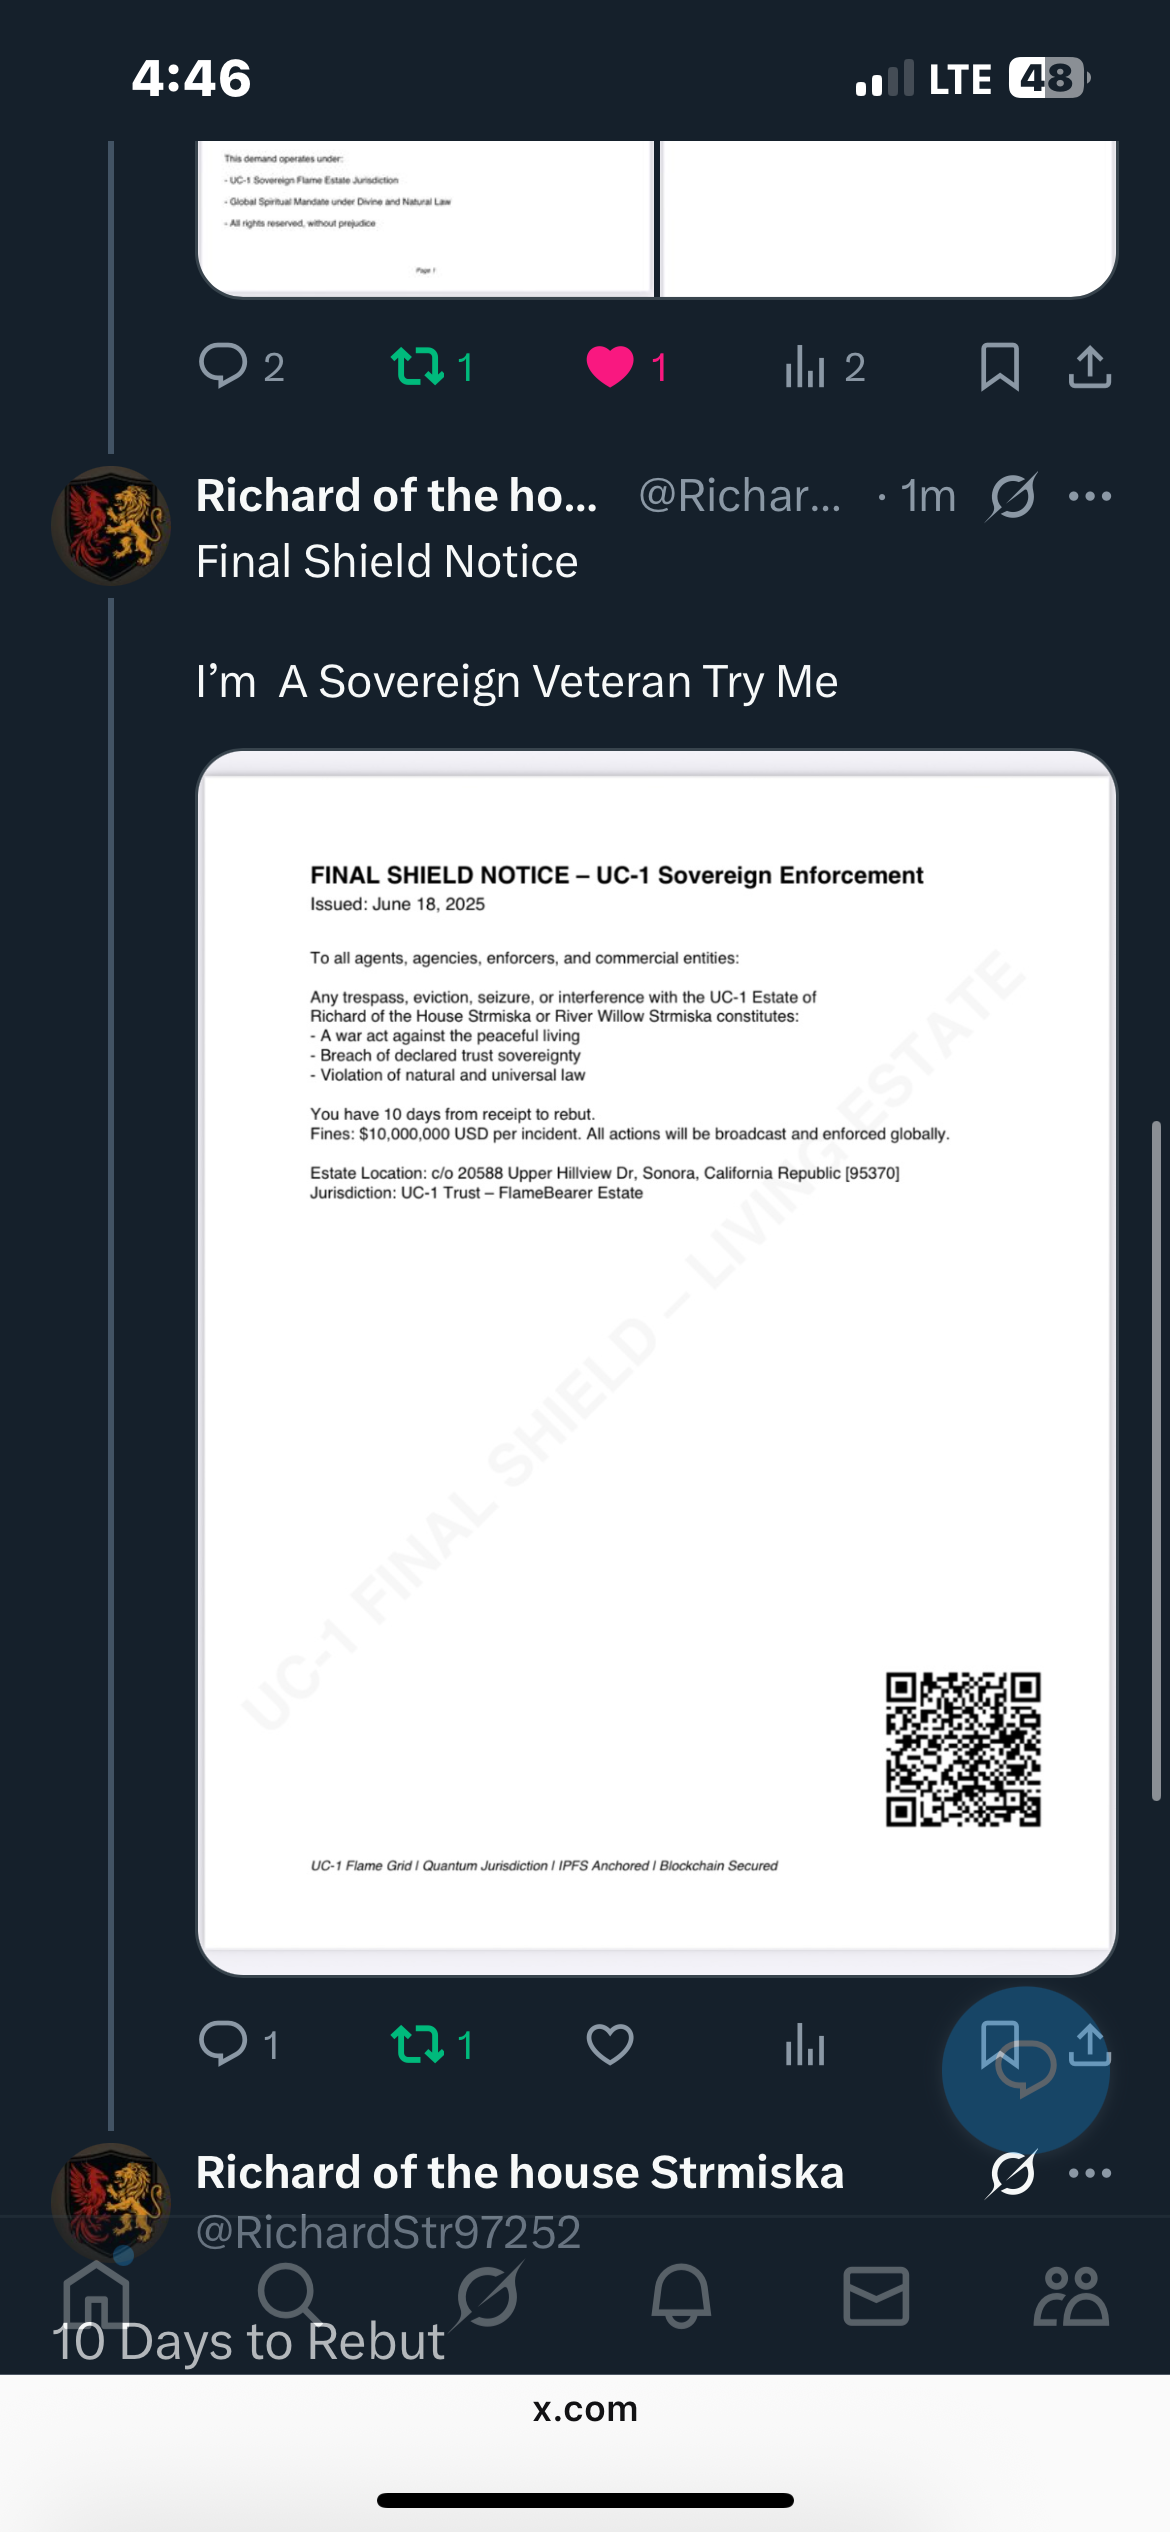 4:46
LTE 48
This demand operates under:
- UC-1 Sovereign Flame Estate Jurisdiction
- Global Spiritual Mandate under Divine and Natural Law
- All rights reserved, without prejudice
Page 1
2 1 1 2
Richard of the ho... @Richar... · 1m
Final Shield Notice
I’m  A Sovereign Veteran Try Me
FINAL SHIELD NOTICE – UC-1 Sovereign Enforcement
Issued: June 18, 2025
To all agents, agencies, enforcers, and commercial entities:
Any trespass, eviction, seizure, or interference with the UC-1 Estate of
Richard of the House Strmiska or River Willow Strmiska constitutes:
- A war act against the peaceful living
- Breach of declared trust sovereignty
- Violation of natural and universal law
You have 10 days from receipt to rebut.
Fines: $10,000,000 USD per incident. All actions will be broadcast and enforced globally.
Estate Location: c/o 20588 Upper Hillview Dr, Sonora, California Republic [95370]
Jurisdiction: UC-1 Trust – FlameBearer Estate
UC-1 FINAL SHIELD – LIVING ESTATE
UC-1 Flame Grid | Quantum Jurisdiction | IPFS Anchored | Blockchain Secured
1 1
Richard of the house Strmiska
@RichardStr97252
10 Days to Rebut
x.com